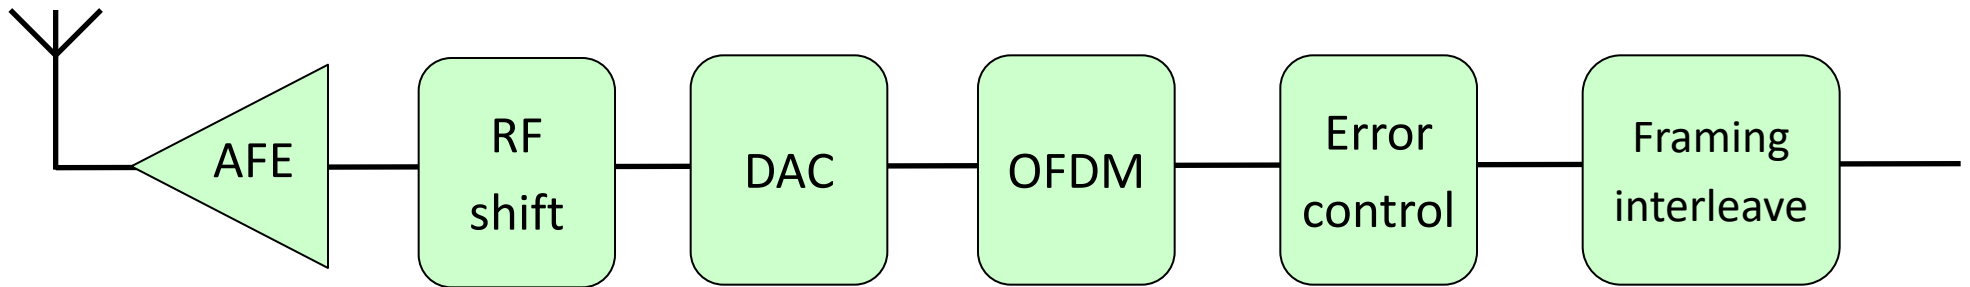 AFE
RF
shift
DAC
OFDM
Error
control
Framing
interleave